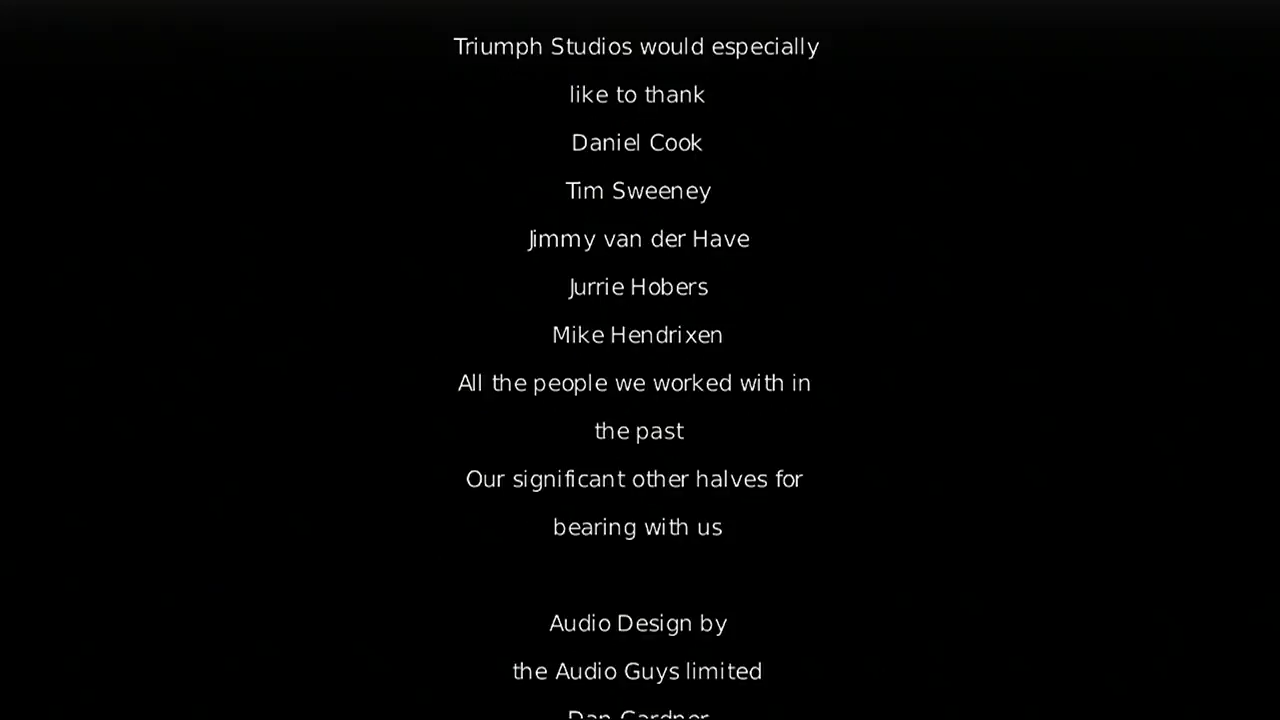 Triumph Studios would especially
like to thank
Daniel Cook
Tim Sweeney
Jimmy van der Have
Jurrie Hobers
Mike Hendrixen
All the people we worked with in
the past
Our significant other halves for
bearing with us
Audio Design by
the Audio Guys limited
Dan Gardner